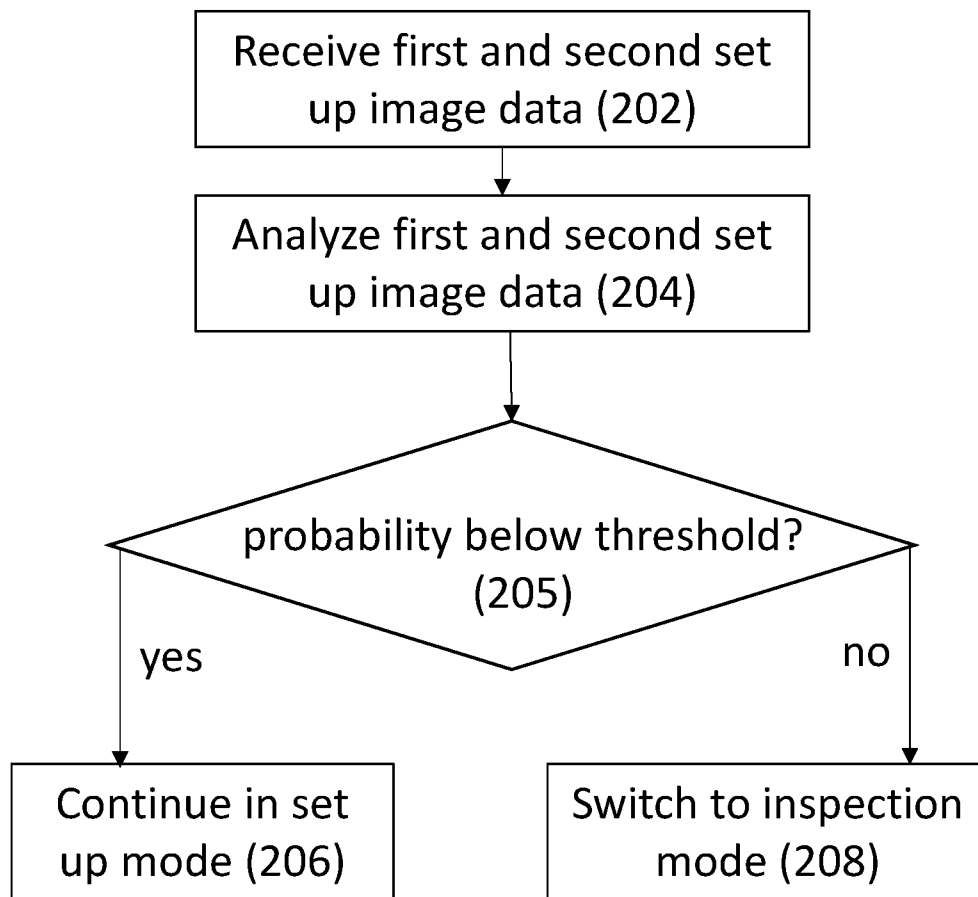 Receive first and second set
up image data (202)
Analyze first and second set
up image data (204)
probability below threshold?
(205)
yes
no
Continue in set
up mode (206)
Switch to inspection
mode (208)